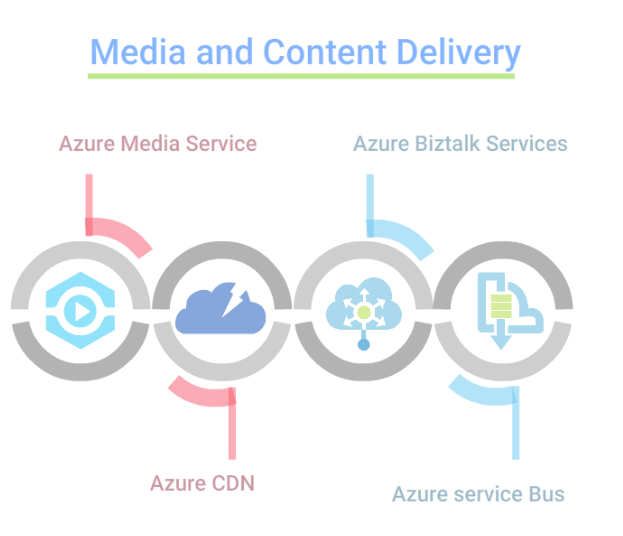 Media and Content Delivery
Azure Media Service
Azure Biztalk Services
Azure CDN
Azure service Bus